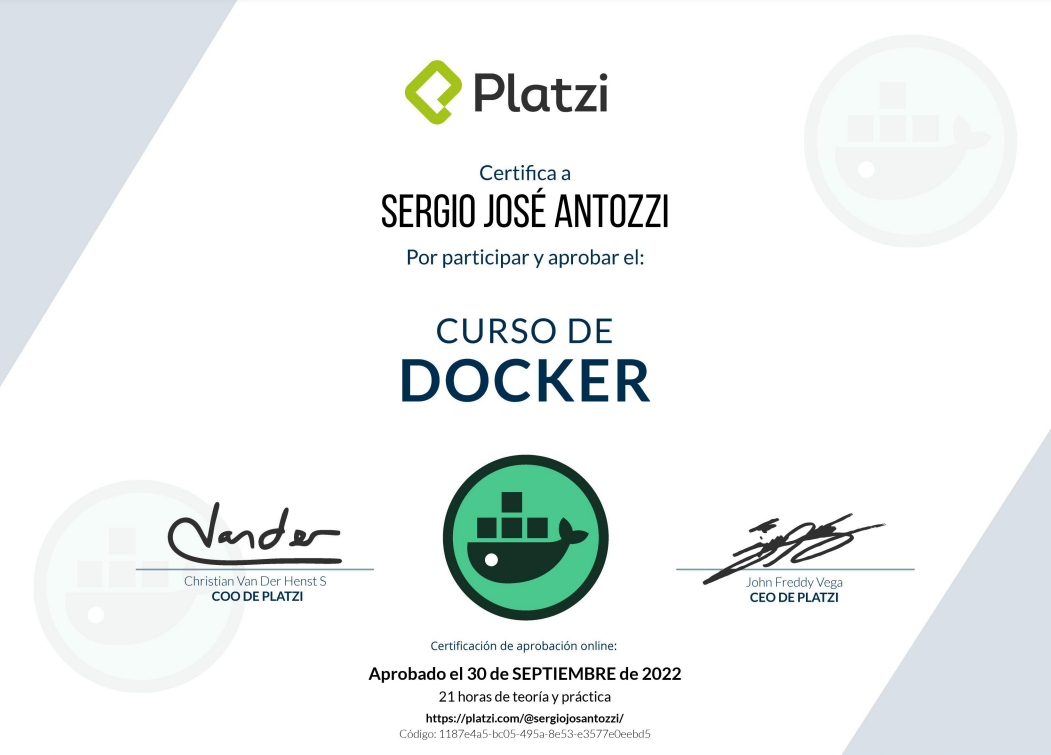 Platzi
Certifica a
SERGIO JOSÉ ANTOZZI
Por participar y aprobar el:
CURSO DE
DOCKER
Vander
Christian Van Der Henst S
COO DE PLATZI
John Freddy Vega
CEO DE PLATZI
Certificación de aprobación online:
Aprobado el 30 de SEPTIEMBRE de 2022
21 horas de teoría y práctica
https://platzi.com/@sergiojosantozzi/
Código: 1187e4a5-bc05-495a-8e53-e3577e0eebd5